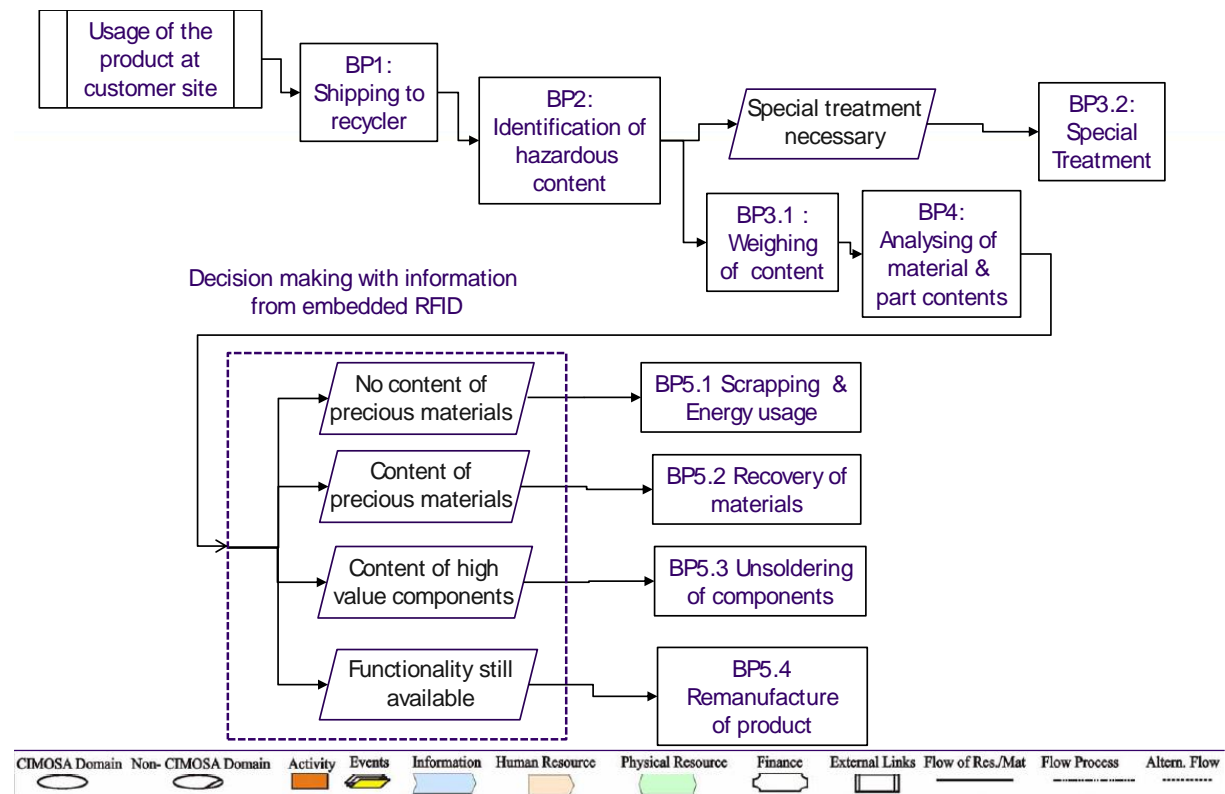 Usage of the
product at
customer site
BP1:
Shipping to
recycler
BP2:
Identification of
hazardous
content
Special treatment
necessary
BP3.2:
Special
Treatment
BP3.1 :
Weighing
of content
BP4:
Analysing of
material &
part contents
Decision making with information
from embedded RFID
No content of
precious materials
BP5.1 Scrapping &
Energy usage
Content of
precious materials
BP5.2 Recovery of
materials
Content of high
value components
BP5.3 Unsoldering
of components
Functionality still
available
BP5.4
Remanufacture
of product
CIMOSA Domain Non- CIMOSA Domain Activity Events Information Human Resource Physical Resource Finance External Links Flow of Res./Mat Flow Process Altern. Flow